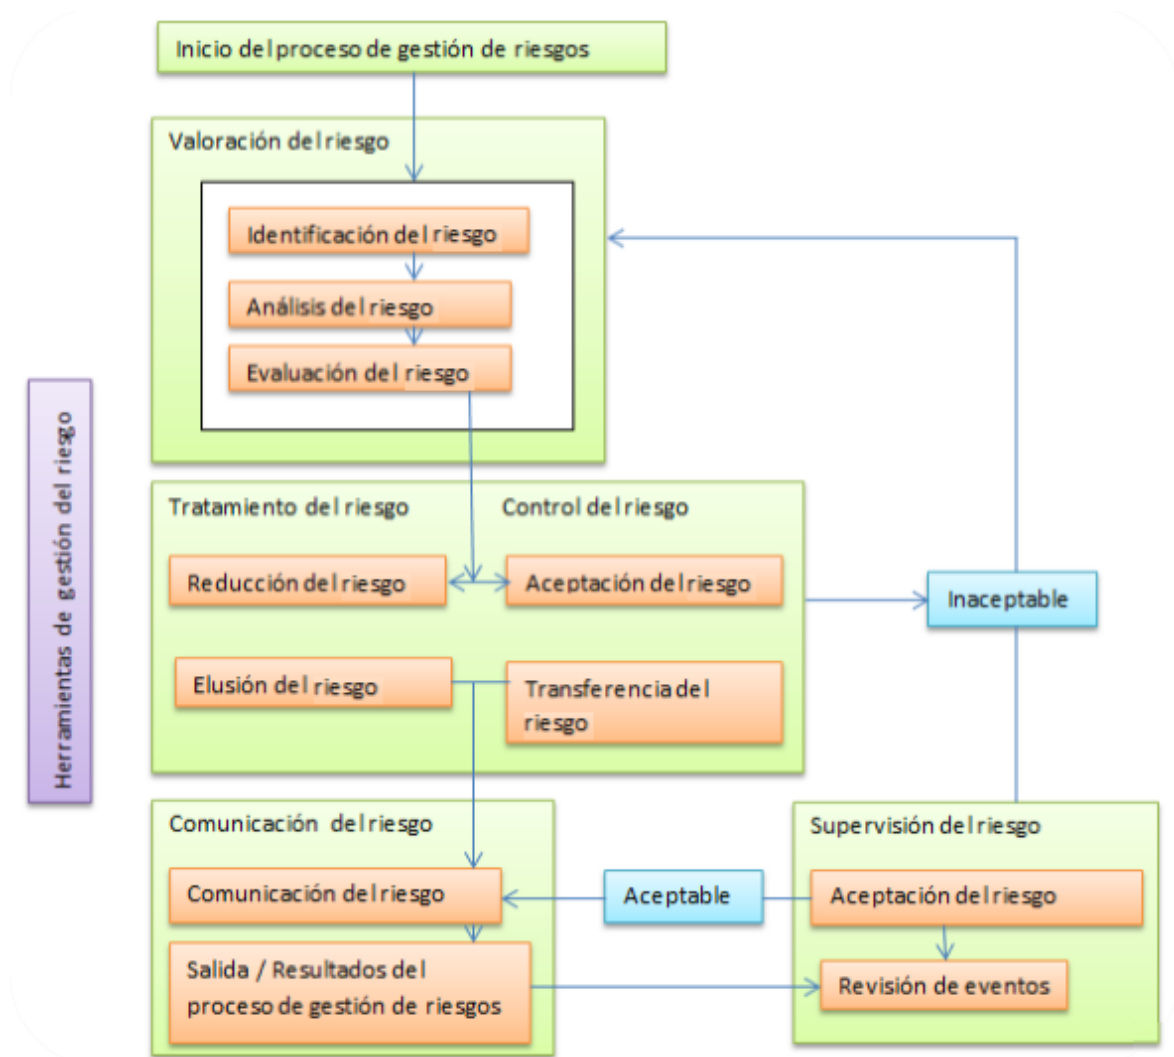 Inicio del proceso de gestión de riesgos
Valoración del riesgo
Identificación del riesgo
Análisis del riesgo
Evaluación del riesgo
Herramientas de gestión del riesgo
Tratamiento del riesgo
Control del riesgo
Reducción del riesgo
Aceptación del riesgo
Inaceptable
Elusión del riesgo
Transferencia del
riesgo
Comunicación del riesgo
Supervisión del riesgo
Comunicación del riesgo
Aceptable
Aceptación del riesgo
Salida / Resultados del
proceso de gestión de riesgos
Revisión de eventos